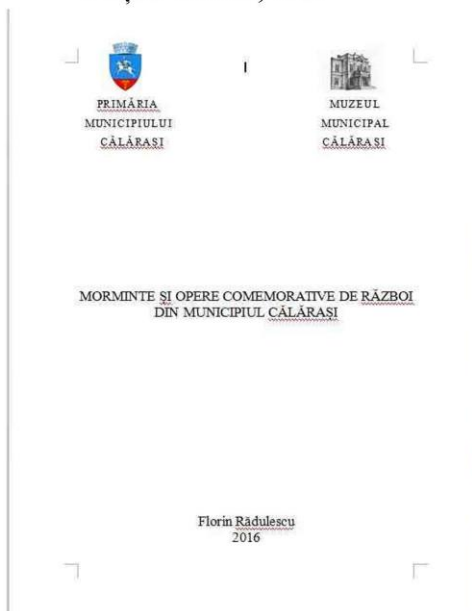 PRIMĂRIA
MUNICIPIULUI
CĂLĂRAȘI
MUZEUL
MUNICIPAL
CĂLĂRAȘI
MORMINTE ȘI OPERE COMEMORATIVE DE RĂZBOI
DIN MUNICIPIUL CĂLĂRAȘI
Florin Rădulescu
2016